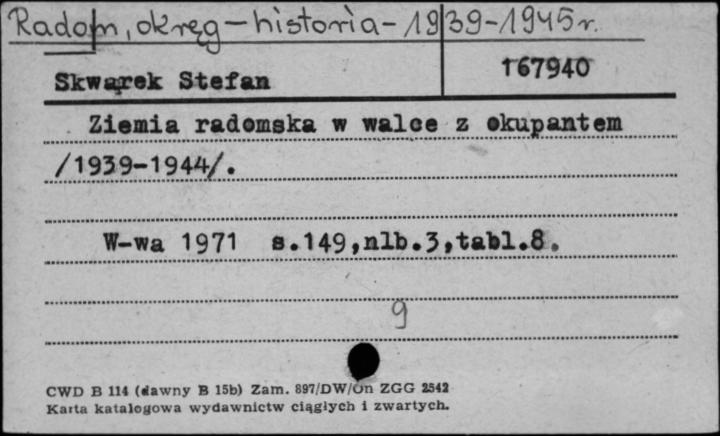 Radom, okręg - historia - 1939-1945 r.
Skwarek Stefan
167940
Ziemia radomska w walce z okupantem
/1939-1944/.
W-wa 1971 s.149,nlb.3,tabl.8.
9
CWD B 114 (dawny B 15b) Zam. 897/DW/On ZGG 2542
Karta katalogowa wydawnictw ciągłych i zwartych.